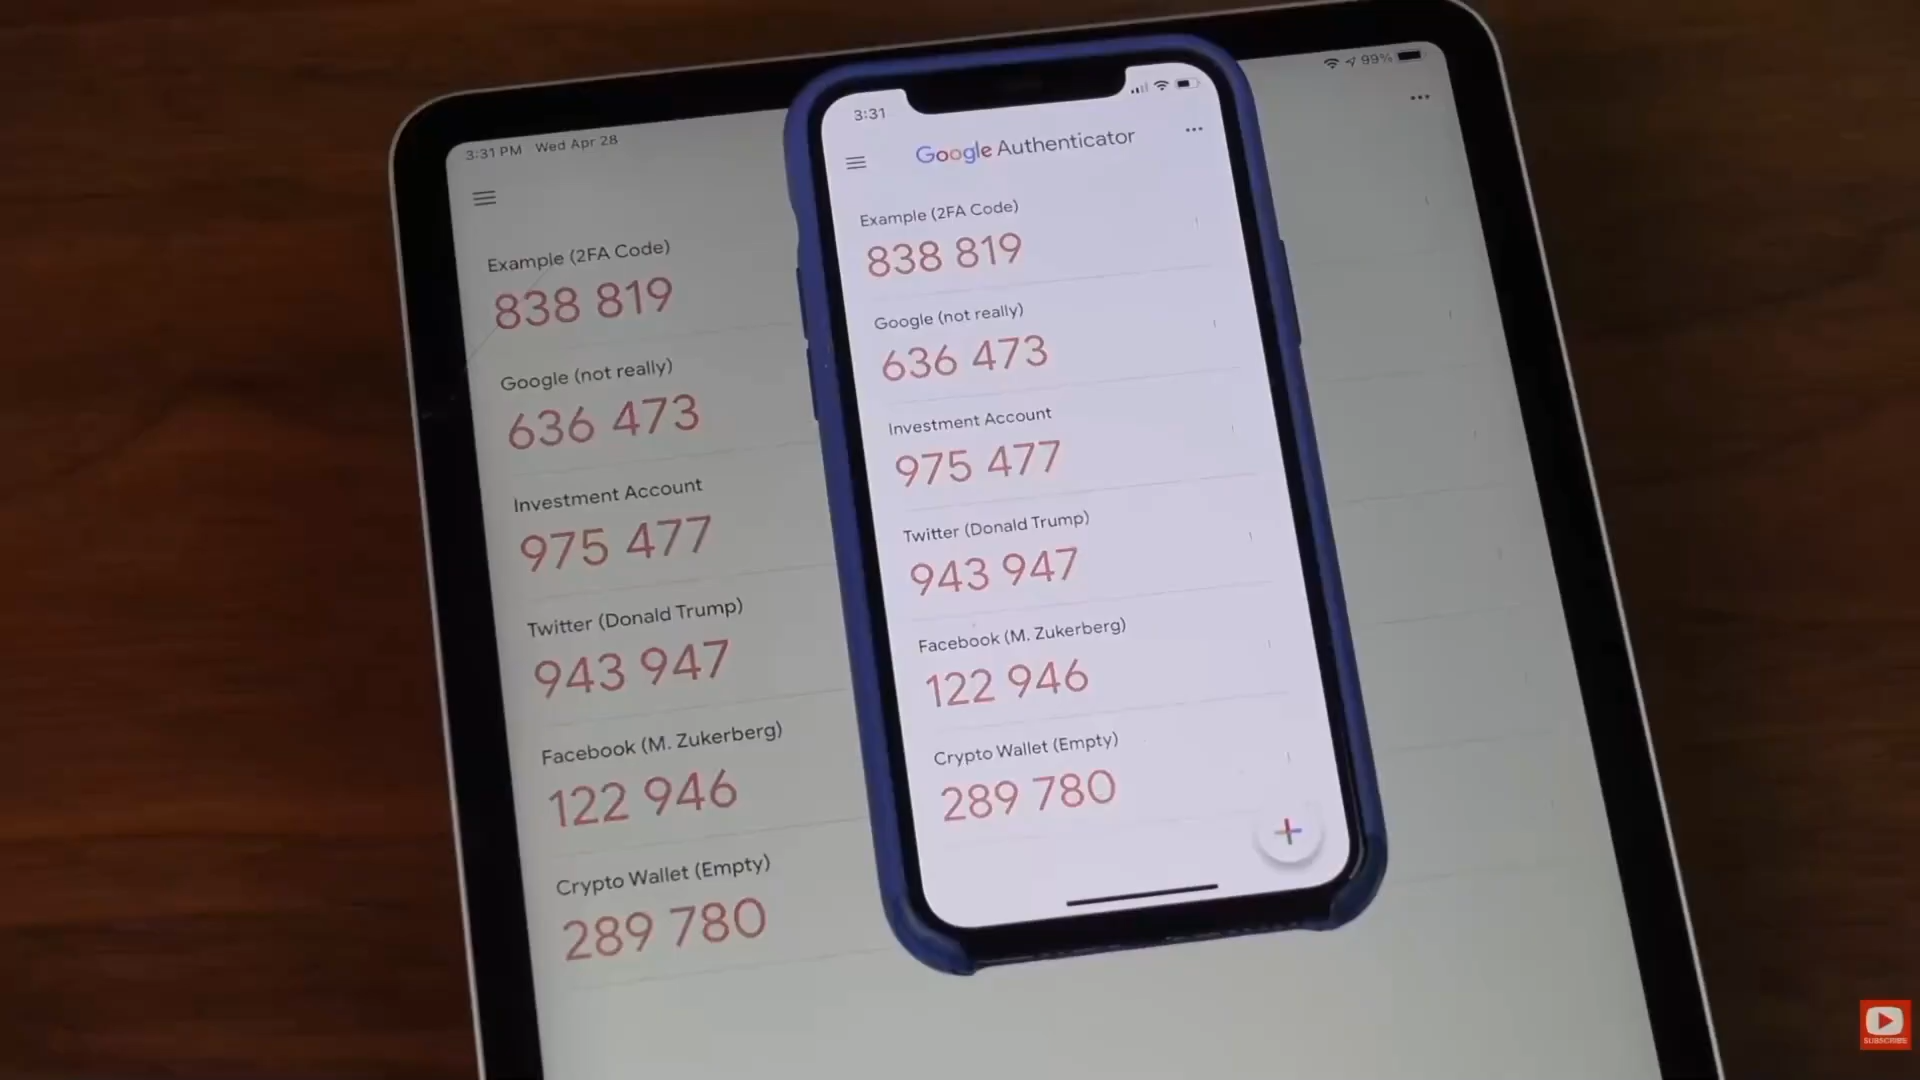 3:31 PM Wed Apr 28
99%
Example (2FA Code)
838 819
Google (not really)
636 473
Investment Account
975 477
Twitter (Donald Trump)
943 947
Facebook (M. Zukerberg)
122 946
Crypto Wallet (Empty)
289 780
3:31
Google Authenticator
Example (2FA Code)
838 819
Google (not really)
636 473
Investment Account
975 477
Twitter (Donald Trump)
943 947
Facebook (M. Zukerberg)
122 946
Crypto Wallet (Empty)
289 780
SUBSCRIBE